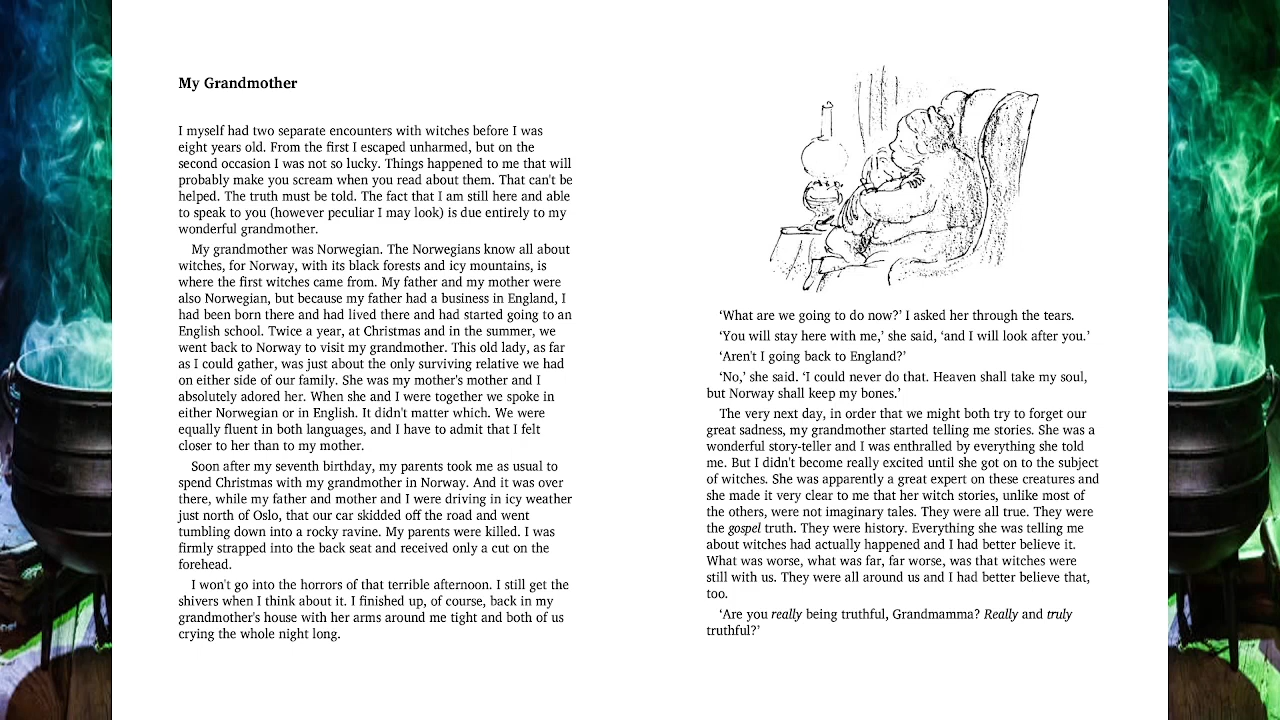 My Grandmother
I myself had two separate encounters with witches before I was
eight years old. From the first I escaped unharmed, but on the
second occasion I was not so lucky. Things happened to me that will
probably make you scream when you read about them. That can't be
helped. The truth must be told. The fact that I am still here and able
to speak to you (however peculiar I may look) is due entirely to my
wonderful grandmother.
My grandmother was Norwegian. The Norwegians know all about
witches, for Norway, with its black forests and icy mountains, is
where the first witches came from. My father and my mother were
also Norwegian, but because my father had a business in England, I
had been born there and had lived there and had started going to an
English school. Twice a year, at Christmas and in the summer, we
went back to Norway to visit my grandmother. This old lady, as far
as I could gather, was just about the only surviving relative we had
on either side of our family. She was my mother's mother and I
absolutely adored her. When she and I were together we spoke in
either Norwegian or in English. It didn't matter which. We were
equally fluent in both languages, and I have to admit that I felt
closer to her than to my mother.
Soon after my seventh birthday, my parents took me as usual to
spend Christmas with my grandmother in Norway. And it was over
there, while my father and mother and I were driving in icy weather
just north of Oslo, that our car skidded off the road and went
tumbling down into a rocky ravine. My parents were killed. I was
firmly strapped into the back seat and received only a cut on the
forehead.
I won't go into the horrors of that terrible afternoon. I still get the
shivers when I think about it. I finished up, of course, back in my
grandmother's house with her arms around me tight and both of us
crying the whole night long.
‘What are we going to do now?’ I asked her through the tears.
‘You will stay here with me,’ she said, ‘and I will look after you.’
‘Aren't I going back to England?’
‘No,’ she said. ‘I could never do that. Heaven shall take my soul,
but Norway shall keep my bones.’
The very next day, in order that we might both try to forget our
great sadness, my grandmother started telling me stories. She was a
wonderful story-teller and I was enthralled by everything she told
me. But I didn't become really excited until she got on to the subject
of witches. She was apparently a great expert on these creatures and
she made it very clear to me that her witch stories, unlike most of
the others, were not imaginary tales. They were all true. They were
the gospel truth. They were history. Everything she was telling me
about witches had actually happened and I had better believe it.
What was worse, what was far, far worse, was that witches were
still with us. They were all around us and I had better believe that,
too.
‘Are you really being truthful, Grandmamma? Really and truly
truthful?’